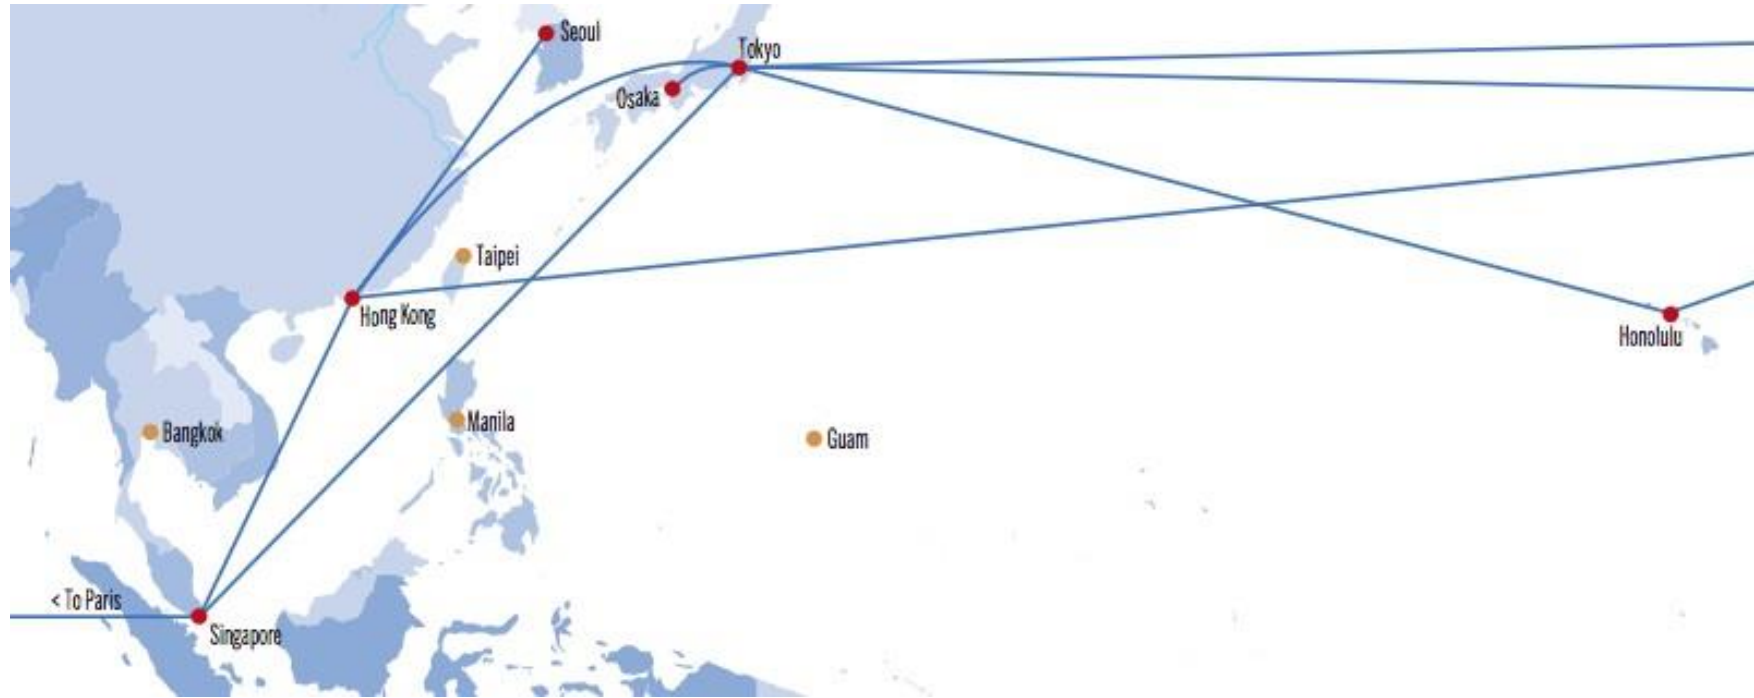 Seoul
Tokyo
Osaka
Taipei
Hong Kong
Honolulu
Bangkok
Manila
Guam
< To Paris
Singapore